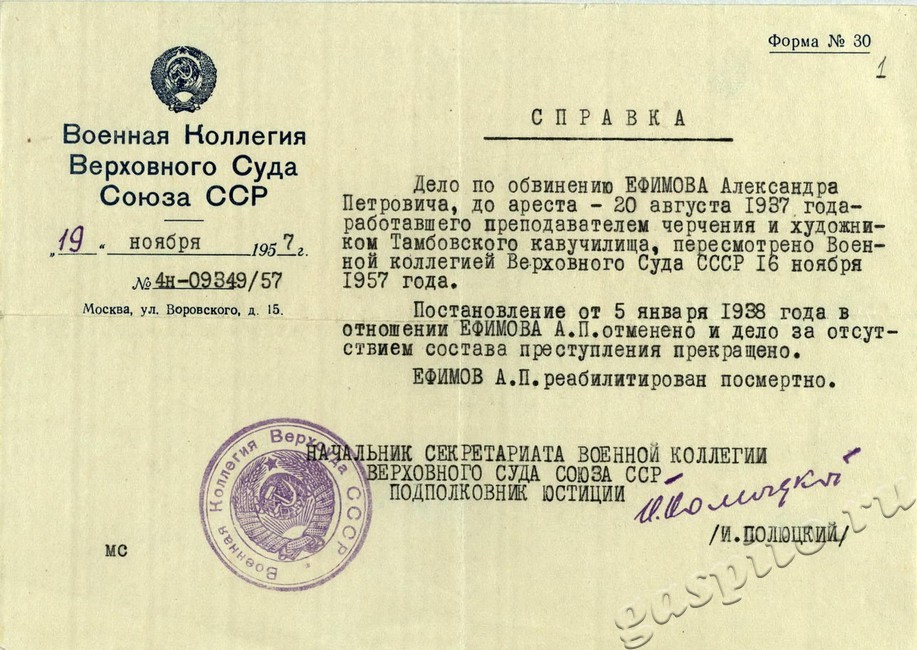 Форма № 30
1
Военная Коллегия
Верховного Суда
Союза ССР
„19" ноября 1957 г.
№ 4н-09349/57
Москва, ул. Воровского, д. 15.
СПРАВКА
Дело по обвинению ЕФИМОВА Александра
Петровича, до ареста - 20 августа 1937 года-
работавшего преподавателем черчения и художни-
ком Тамбовского кавучилища, пересмотрено Воен-
ной коллегией Верховного Суда СССР 16 ноября
1957 года.
Постановление от 5 января 1938 года в
отношении ЕФИМОВА А.П.отменено и дело за отсут-
ствием состава преступления прекращено.
ЕФИМОВ А.П.реабилитирован посмертно.
НАЧАЛЬНИК СЕКРЕТАРИАТА ВОЕННОЙ КОЛЛЕГИИ
ВЕРХОВНОГО СУДА СОЮЗА ССР
ПОДПОЛКОВНИК ЮСТИЦИИ
/И.ПОЛЮЦКИЙ/
Военная Коллегия Верхсуда СССР
МС
gaspito.ru